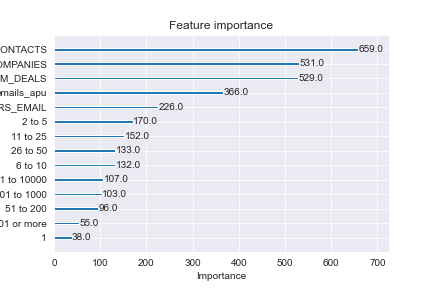 Feature importance
ONTACTS 659.0
OMPANIES 531.0
M_DEALS 529.0
emails_apu 366.0
RS_EMAIL 226.0
2 to 5 170.0
11 to 25 152.0
26 to 50 133.0
6 to 10 132.0
1 to 10000 107.0
01 to 1000 103.0
51 to 200 96.0
01 or more 55.0
1 38.0
0 100 200 300 400 500 600 700
Importance